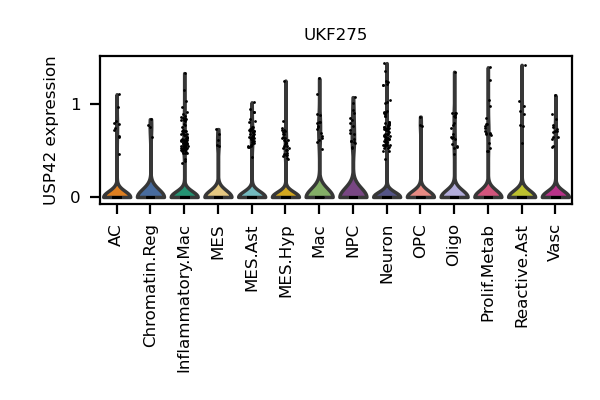 UKF275
USP42 expression
1
0
AC
Chromatin.Reg
Inflammatory.Mac
MES
MES.Ast
MES.Hyp
Mac
NPC
Neuron
OPC
Oligo
Prolif.Metab
Reactive.Ast
Vasc